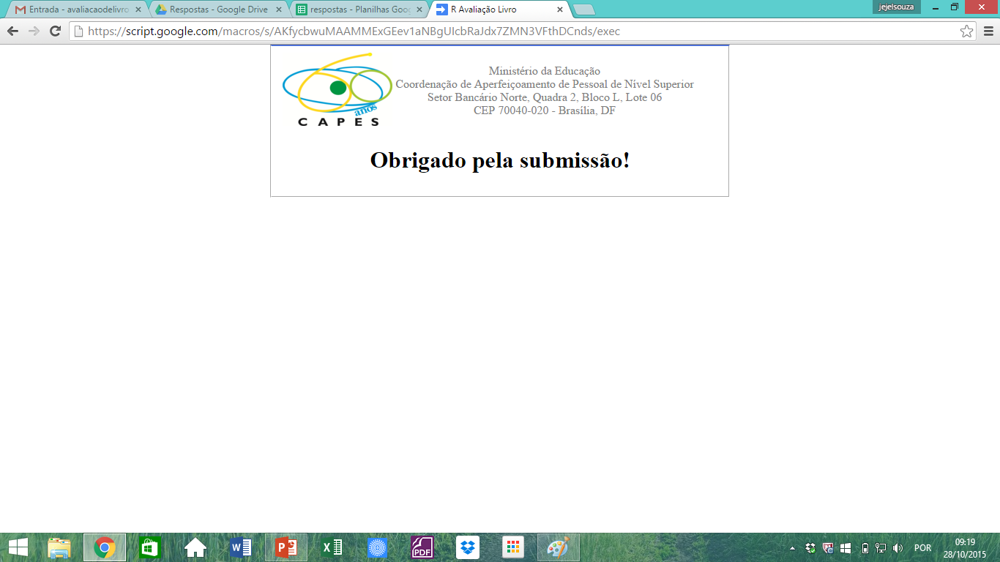 Entrada - avaliacaodelivro
Respostas - Google Drive
respostas - Planilhas Goog
R Avaliação Livro
jejelsouza
https://script.google.com/macros/s/AKfycbwuMAAMMExGEev1aNBgUIcbRaJdx7ZMN3VFthDCnds/exec
anos
CAPES
Ministério da Educação
Coordenação de Aperfeiçoamento de Pessoal de Nível Superior
Setor Bancário Norte, Quadra 2, Bloco L, Lote 06
CEP 70040-020 - Brasília, DF
Obrigado pela submissão!
PDF
POR
09:19
28/10/2015